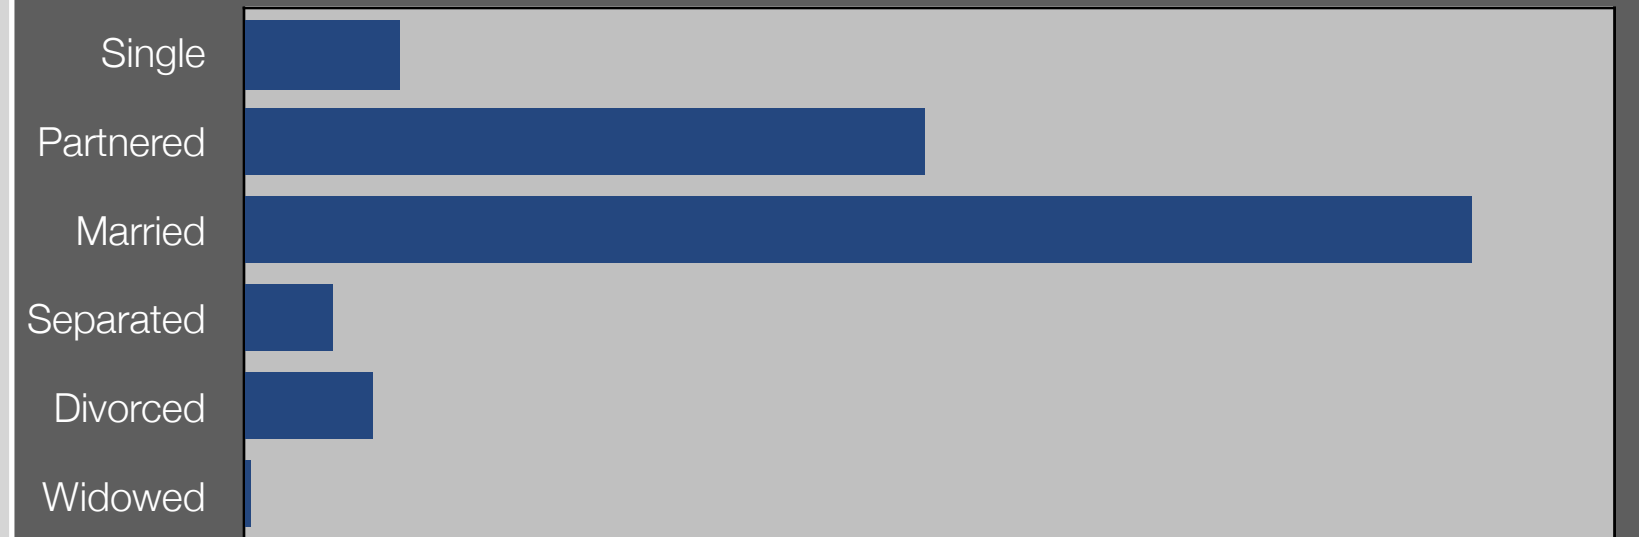 Single
Partnered
Married
Separated
Divorced
Widowed